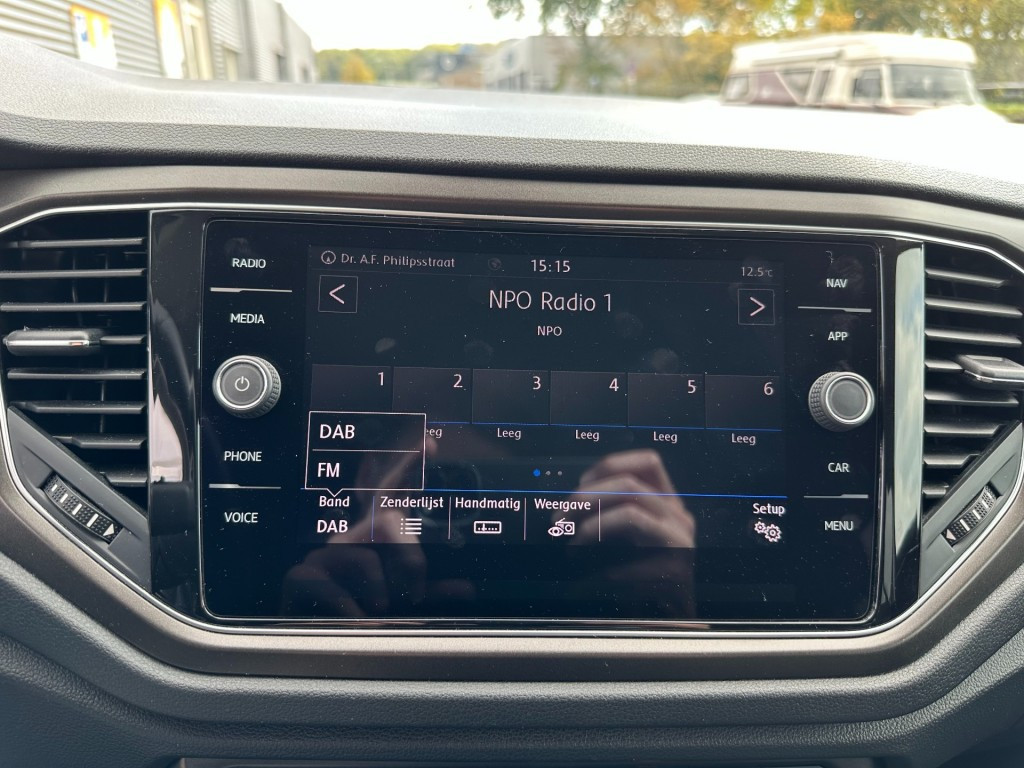 RADIO
MEDIA
PHONE
VOICE
Dr. A.F. Philipsstraat
15:15
12.5°C
<
NPO Radio 1
>
NPO
1 2 3 4 5 6
eeg Leeg Leeg Leeg Leeg
DAB
FM
Band Zenderlijst Handmatig Weergave Setup
DAB
NAV
APP
CAR
MENU